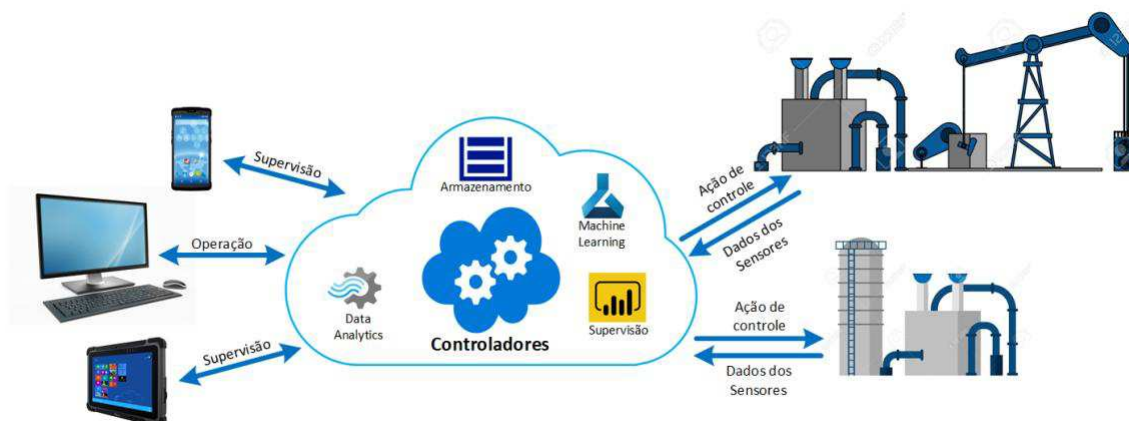 Supervisão
Operação
Supervisão
Armazenamento
Machine
Learning
Data
Analytics
Supervisão
Controladores
Ação de
controle
Dados dos
Sensores
Ação de
controle
Dados dos
Sensores